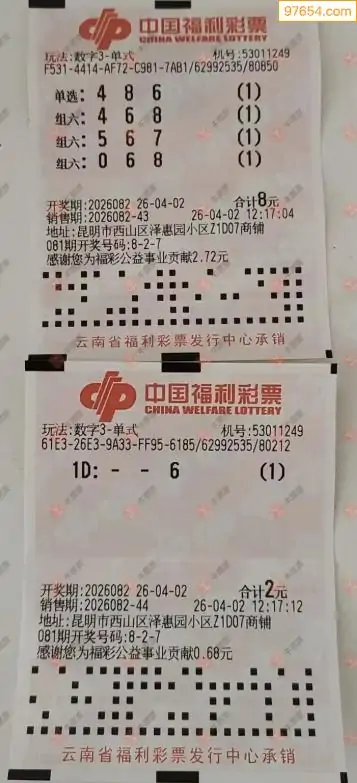 97654.com
中国福利彩票
CHINA WELFARE LOTTERY
玩法:数字3-单式 机号:53011249
F531-4414-AF72-C981-7AB1/62992535/80850
单选: 4 8 6 (1)
组六: 4 6 8 (1)
组六: 5 6 7 (1)
组六: 0 6 8 (1)
开奖期:2026082 26-04-02 合计8元
销售期:2026082-43 26-04-02 12:17:04
地址:昆明市西山区泽惠园小区Z1D07商铺
081期开奖号码:8-2-7
感谢您为福彩公益事业贡献2.72元
云南省福利彩票发行中心承销
中国福利彩票
CHINA WELFARE LOTTERY
玩法:数字3-单式 机号:53011249
61E3-26E3-9A33-FF95-6185/62992535/80212
1D: - - 6 (1)
开奖期:2026082 26-04-02 合计2元
销售期:2026082-44 26-04-02 12:17:12
地址:昆明市西山区泽惠园小区Z1D07商铺
081期开奖号码:8-2-7
感谢您为福彩公益事业贡献0.68元
云南省福利彩票发行中心承销